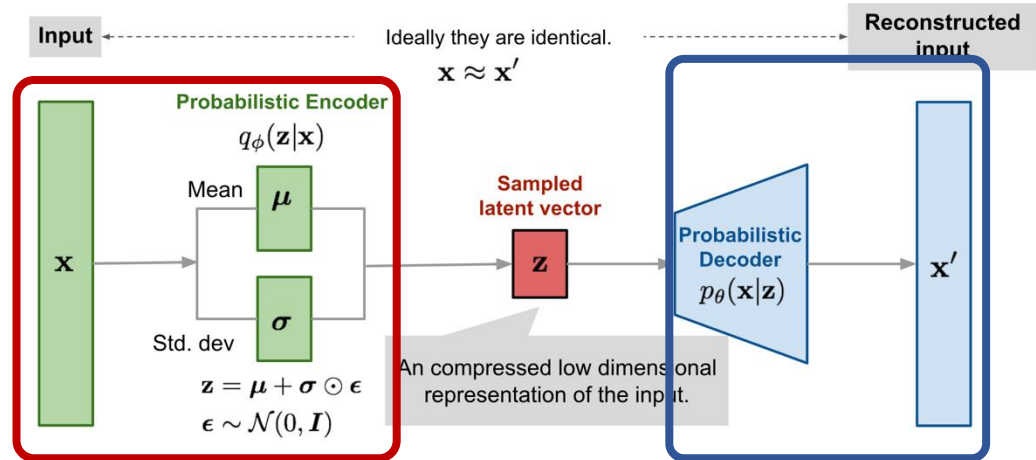 Input
Ideally they are identical.
x ≈ x′
Reconstructed
input
Probabilistic Encoder
qϕ(z|x)
Mean
μ
x
σ
Std. dev
z = μ + σ ⊙ ϵ
ϵ ∼ 𝒩(0, I)
Sampled
latent vector
z
An compressed low dimensional
representation of the input.
Probabilistic
Decoder
pθ(x|z)
x′